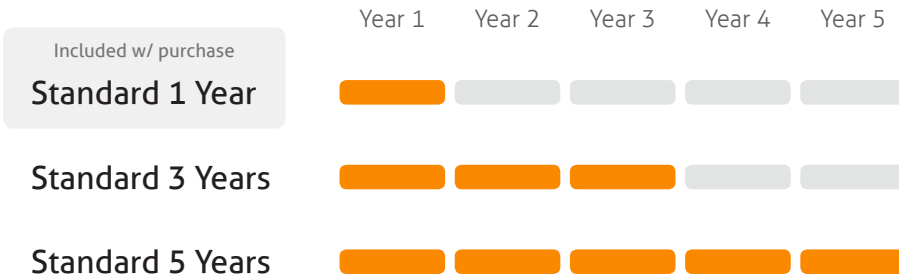 Year 1 Year 2 Year 3 Year 4 Year 5
Included w/ purchase
Standard 1 Year
Standard 3 Years
Standard 5 Years